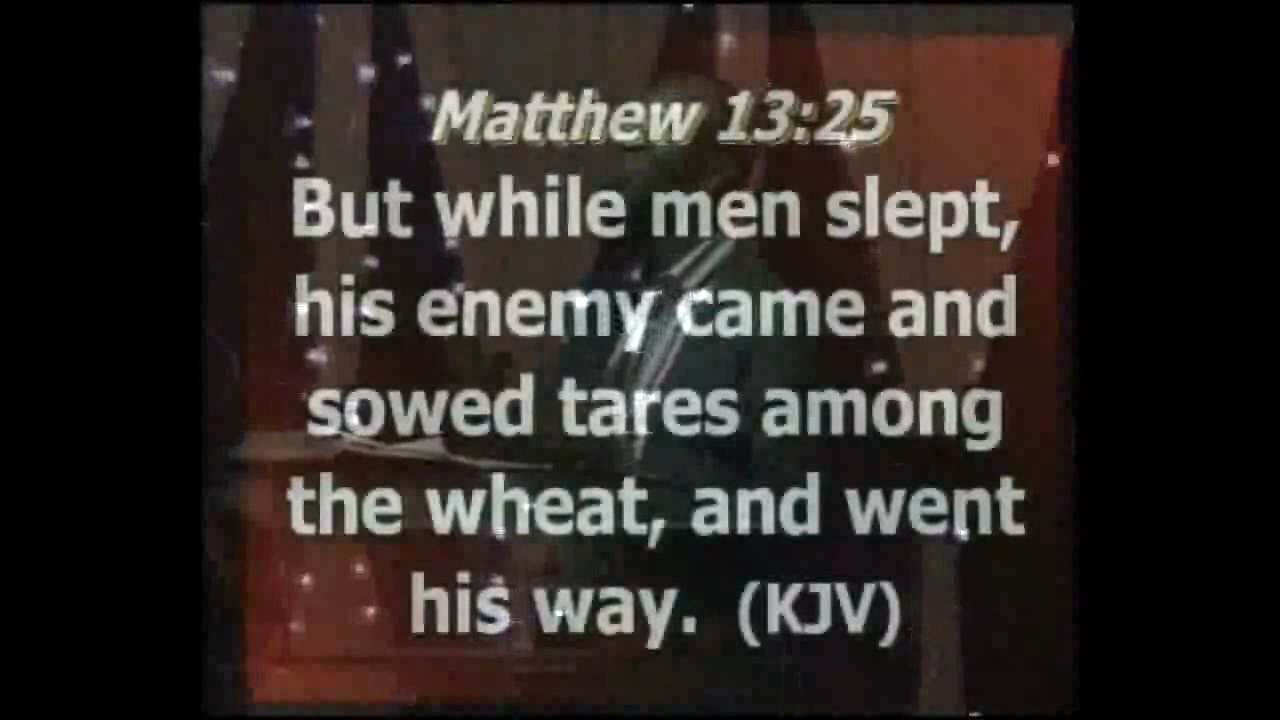 Matthew 13:25
But while men slept,
his enemy came and
sowed tares among
the wheat, and went
his way. (KJV)